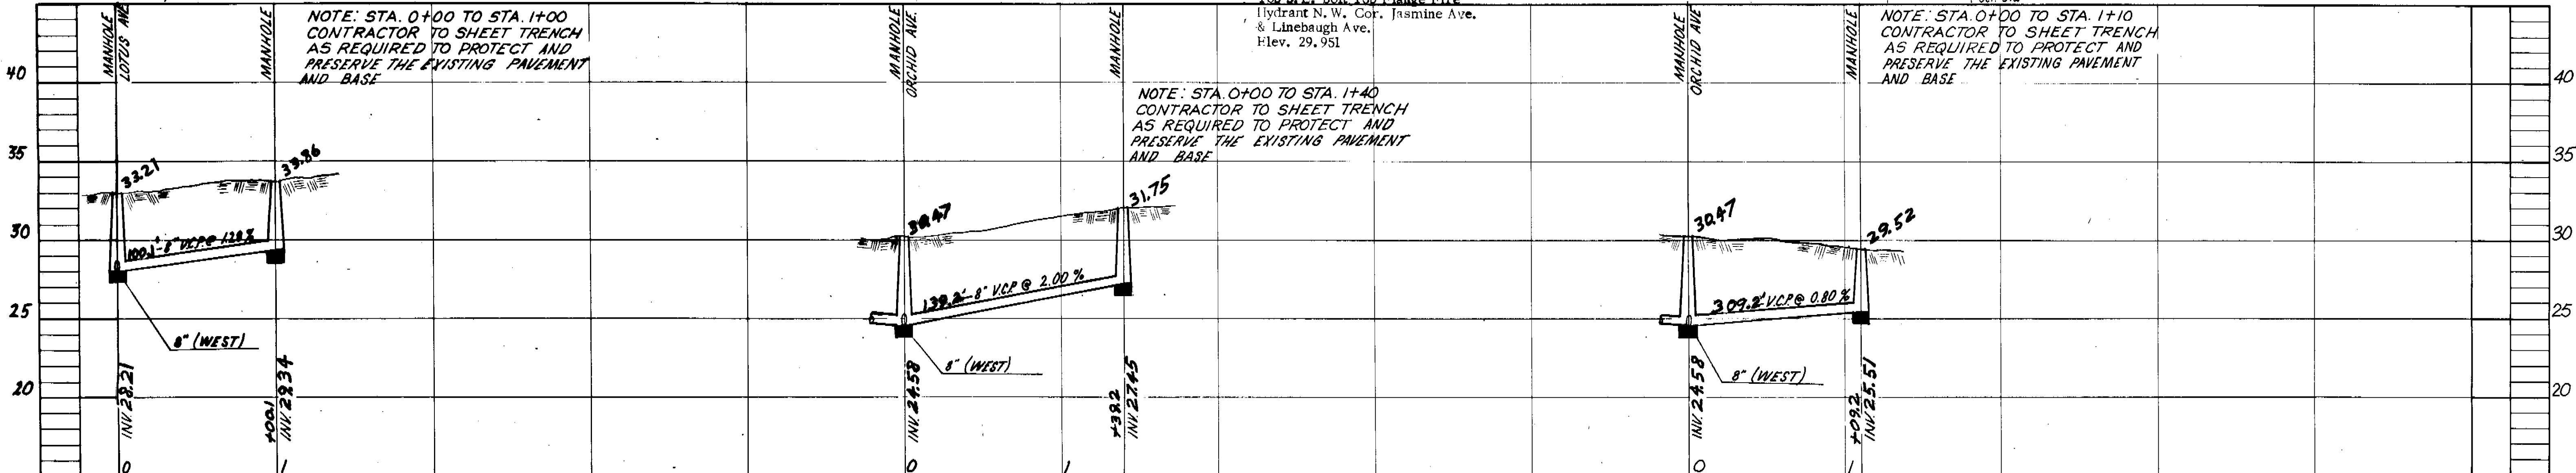 MANHOLE
LOTUS AVE
MANHOLE
NOTE: STA. 0+00 TO STA. 1+00
CONTRACTOR TO SHEET TRENCH
AS REQUIRED TO PROTECT AND
PRESERVE THE EXISTING PAVEMENT
AND BASE
MANHOLE
ORCHID AVE.
MANHOLE
Hydrant N. W. Cor. Jasmine Ave.
& Linebaugh Ave.
Elev. 29.951
NOTE: STA. 0+00 TO STA. 1+40
CONTRACTOR TO SHEET TRENCH
AS REQUIRED TO PROTECT AND
PRESERVE THE EXISTING PAVEMENT
AND BASE
MANHOLE
ORCHID AVE
MANHOLE
NOTE: STA. 0+00 TO STA. 1+10
CONTRACTOR TO SHEET TRENCH
AS REQUIRED TO PROTECT AND
PRESERVE THE EXISTING PAVEMENT
AND BASE
40
35
30
25
20
40
35
30
25
20
33.21
33.86
100.1'-8" V.C.P. @ 1.28%
8" (WEST)
INV. 28.21
+00.1
INV. 29.34
0
1
30.47
31.75
139.2'-8" V.C.P. @ 2.00%
8" (WEST)
INV. 24.58
+39.2
INV. 27.45
0
1
30.47
29.52
309.2' V.C.P. @ 0.80%
8" (WEST)
INV. 24.58
+09.2
INV. 25.51
0
1